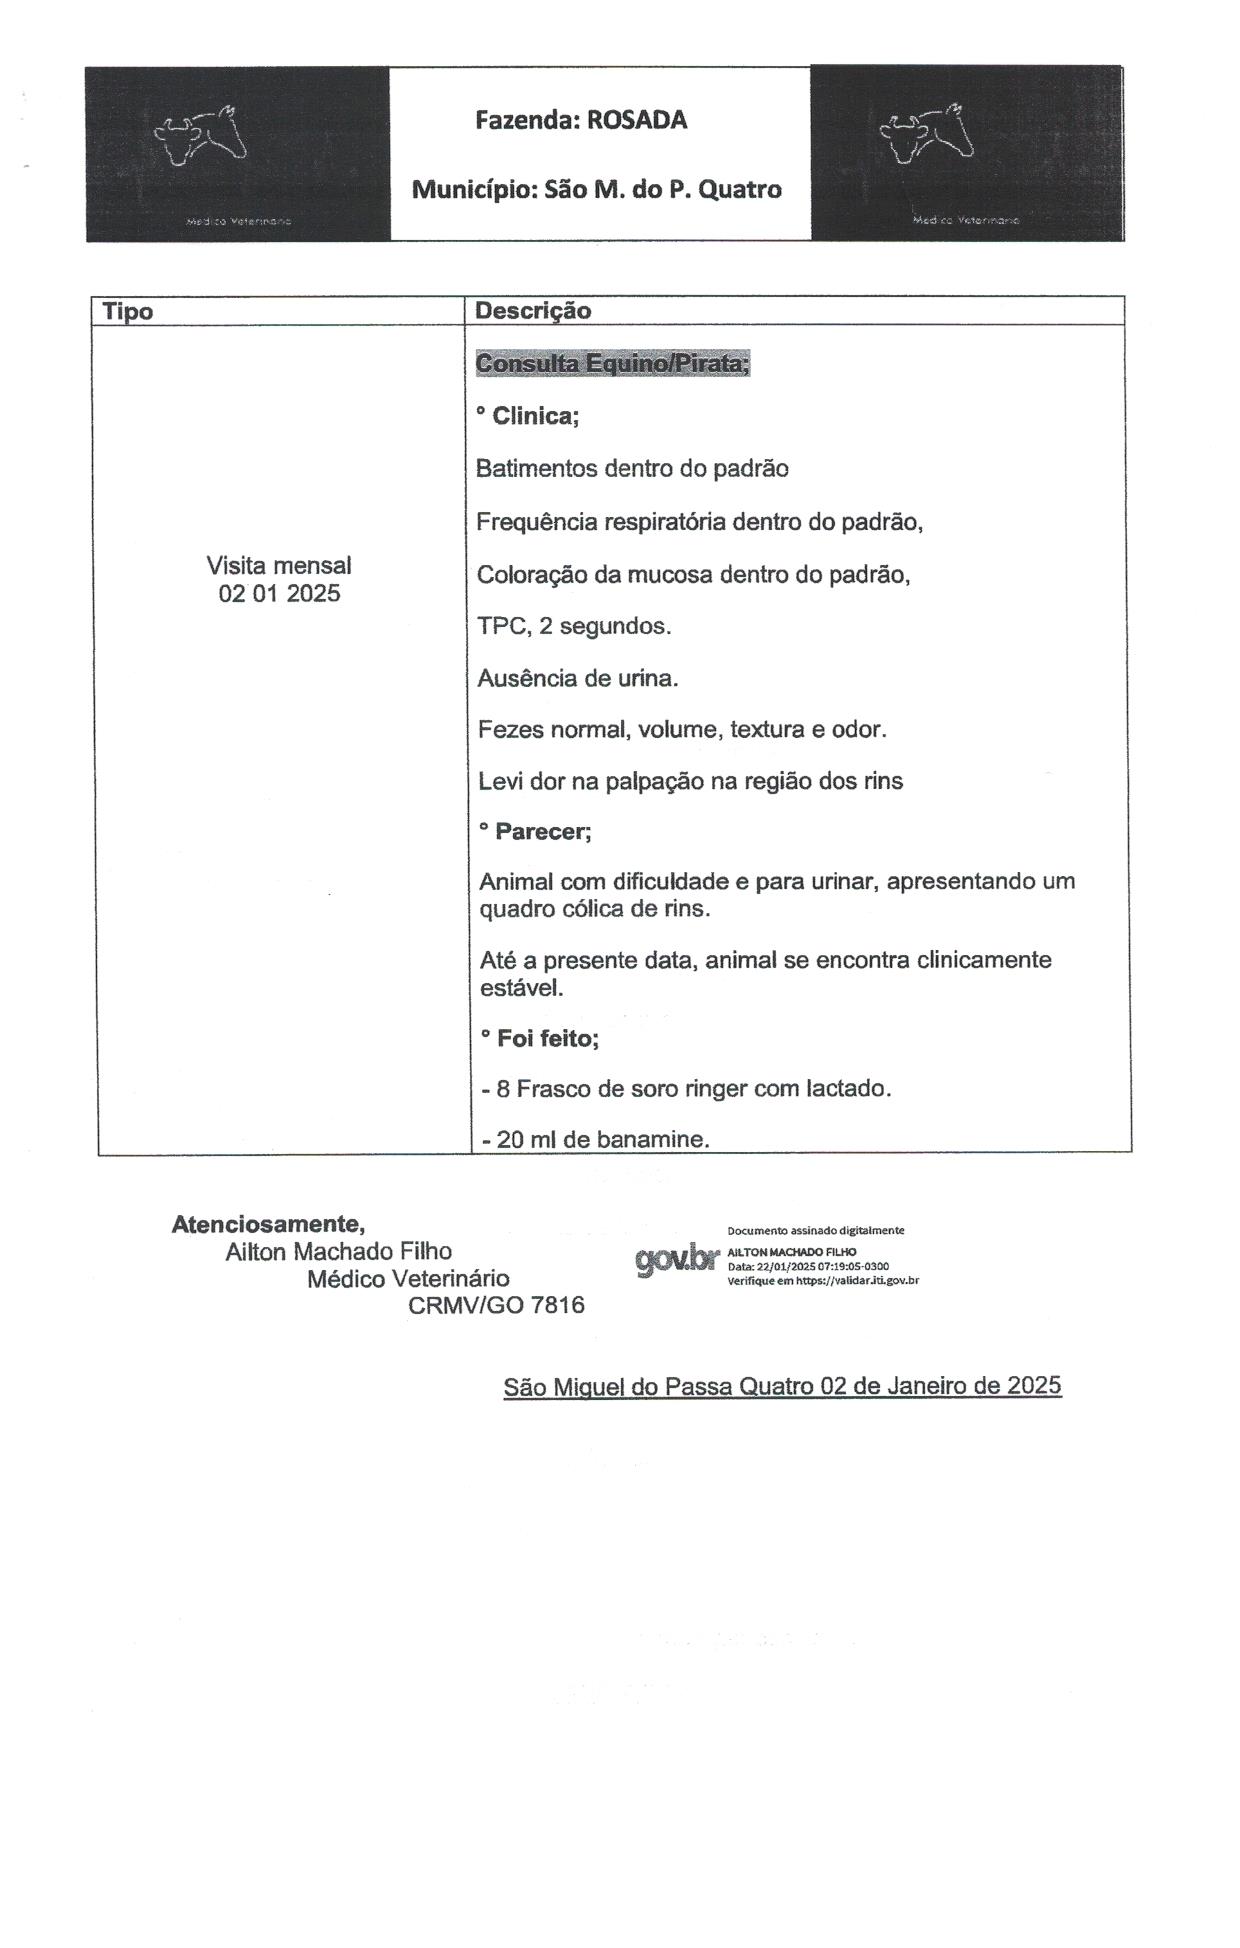 Fazenda: ROSADA
Município: São M. do P. Quatro
Medico Veterinário
Medico Veterinário
Tipo
Descrição
Visita mensal
02 01 2025
Consulta Equino/Pirata;
° Clinica;
Batimentos dentro do padrão
Frequência respiratória dentro do padrão,
Coloração da mucosa dentro do padrão,
TPC, 2 segundos.
Ausência de urina.
Fezes normal, volume, textura e odor.
Levi dor na palpação na região dos rins
° Parecer;
Animal com dificuldade e para urinar, apresentando um
quadro cólica de rins.
Até a presente data, animal se encontra clinicamente
estável.
° Foi feito;
- 8 Frasco de soro ringer com lactado.
- 20 ml de banamine.
Atenciosamente,
Ailton Machado Filho
Médico Veterinário
CRMV/GO 7816
gov.br
Documento assinado digitalmente
AILTON MACHADO FILHO
Data: 22/01/2025 07:19:05-0300
Verifique em https://validar.iti.gov.br
São Miguel do Passa Quatro 02 de Janeiro de 2025